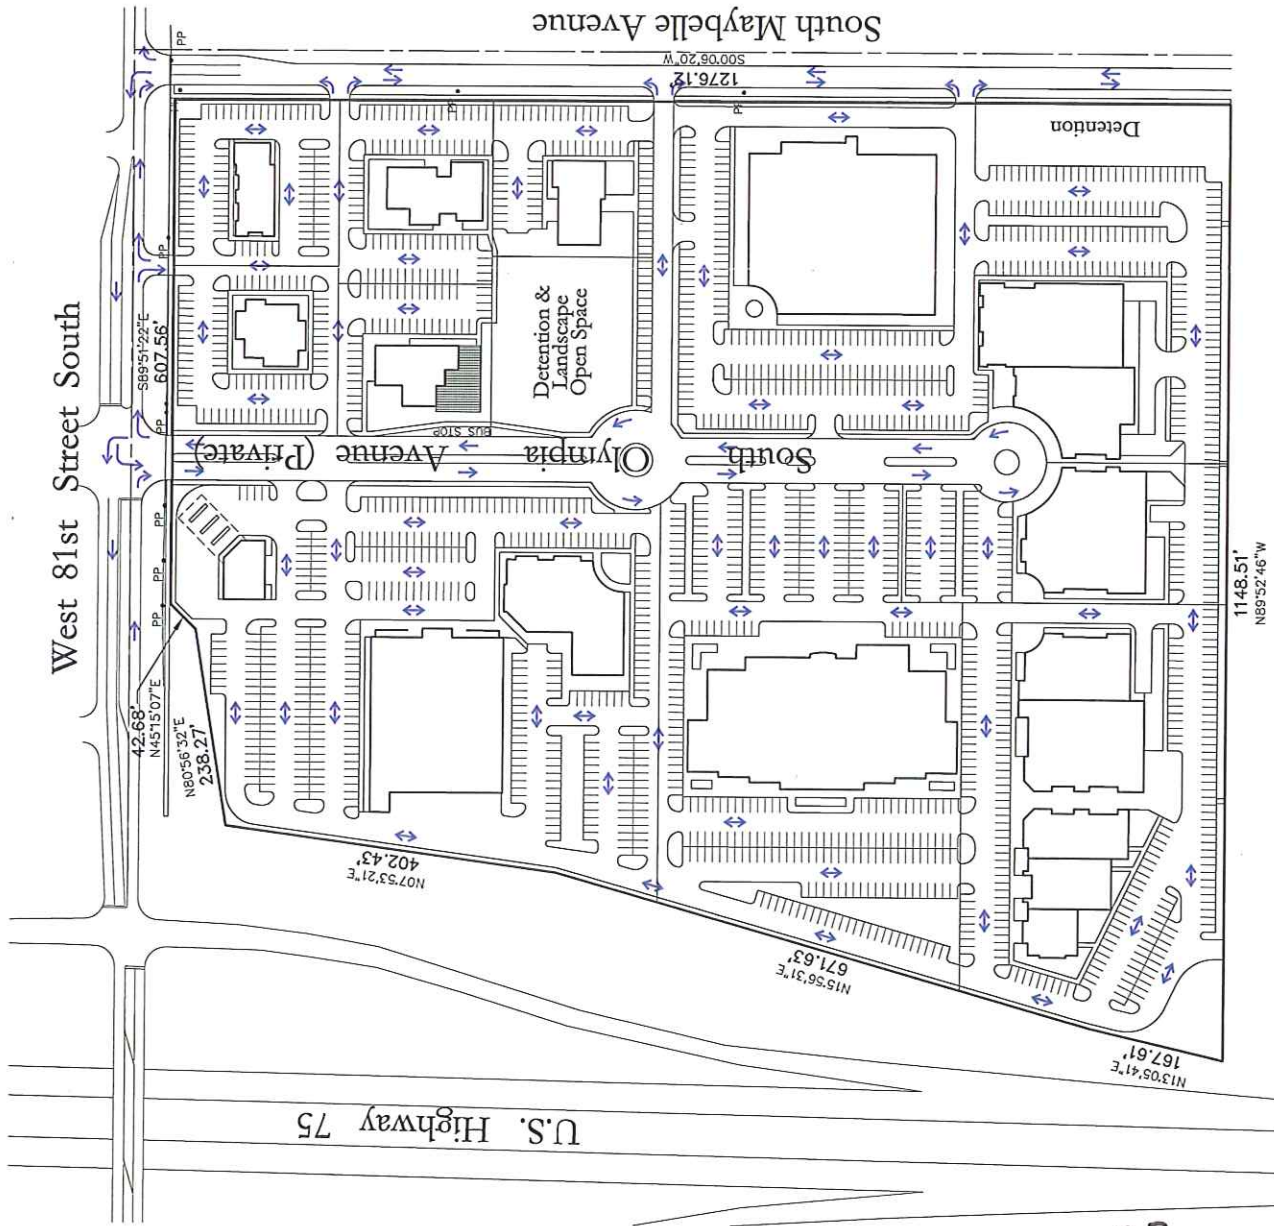 South Maybelle Avenue
S00°06'20"W
1276.12'
PP
PP
PP
Detention
West 81st Street South
S89°51'22"E
607.56'
PP
PP
PP
PP
PP
Detention &
Landscape
Open Space
BUS STOP
South Olympia Avenue (Private)
42.68'
N45°15'07"E
N80°56'32"E
238.27'
N07°53'21"E
402.43'
N15°56'31"E
671.63'
N13°05'41"E
167.61'
1148.51'
N89°52'46"W
U.S. Highway 75